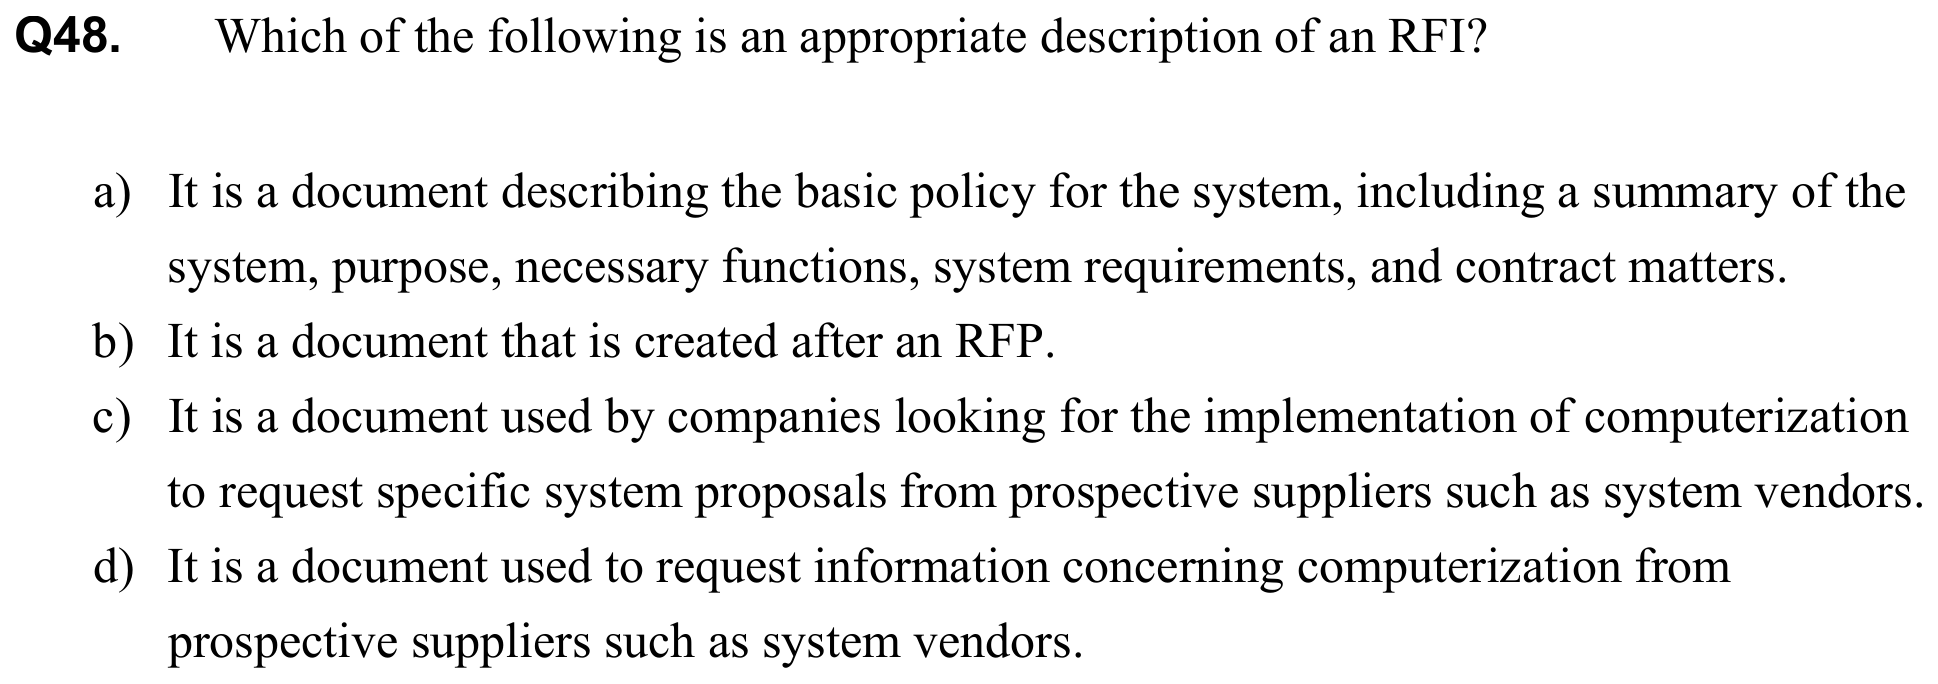 Q48. Which of the following is an appropriate description of an RFI?
a) It is a document describing the basic policy for the system, including a summary of the
system, purpose, necessary functions, system requirements, and contract matters.
b) It is a document that is created after an RFP.
c) It is a document used by companies looking for the implementation of computerization
to request specific system proposals from prospective suppliers such as system vendors.
d) It is a document used to request information concerning computerization from
prospective suppliers such as system vendors.